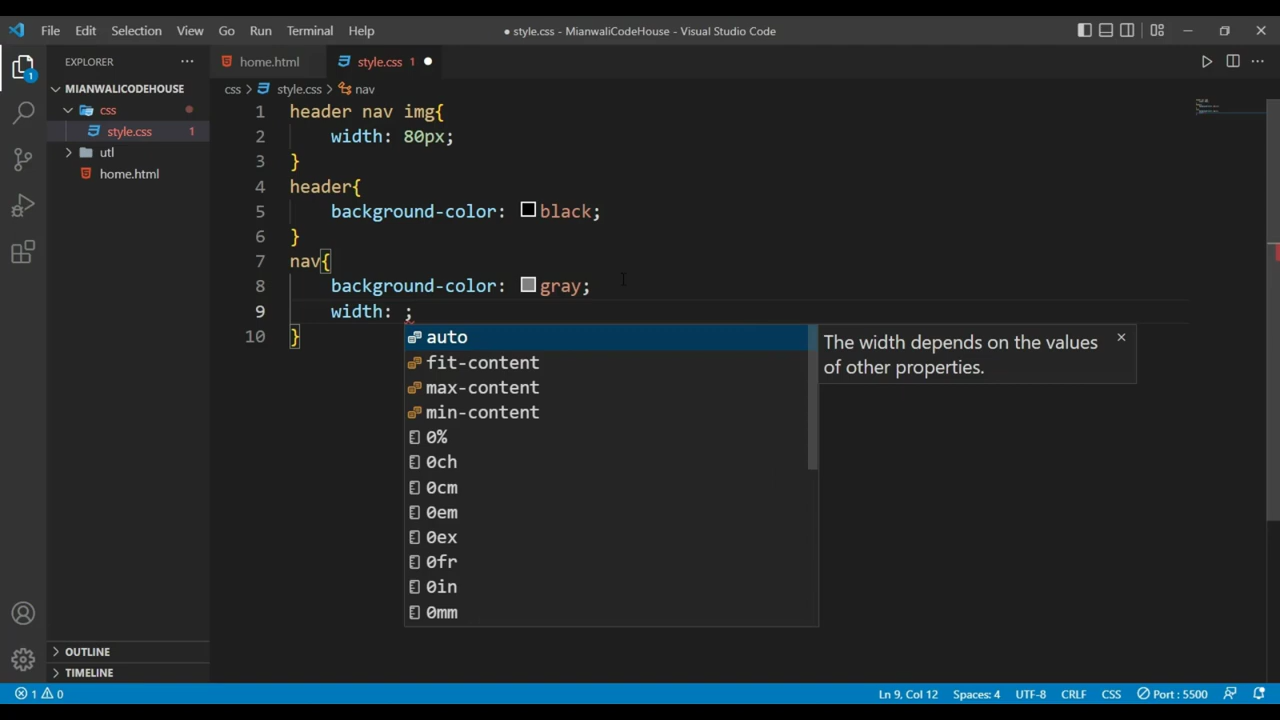 File Edit Selection View Go Run Terminal Help
● style.css - MianwaliCodeHouse - Visual Studio Code
EXPLORER
home.html
style.css 1
MIANWALICODEHOUSE
css
style.css 1
utl
home.html
css > style.css > nav
1 header nav img{
2 width: 80px;
3 }
4 header{
5 background-color: black;
6 }
7 nav{
8 background-color: gray;
9 width: ;
10 }
auto
fit-content
max-content
min-content
0%
0ch
0cm
0em
0ex
0fr
0in
0mm
The width depends on the values
of other properties.
1
OUTLINE
TIMELINE
1 0
Ln 9, Col 12 Spaces: 4 UTF-8 CRLF CSS Port : 5500